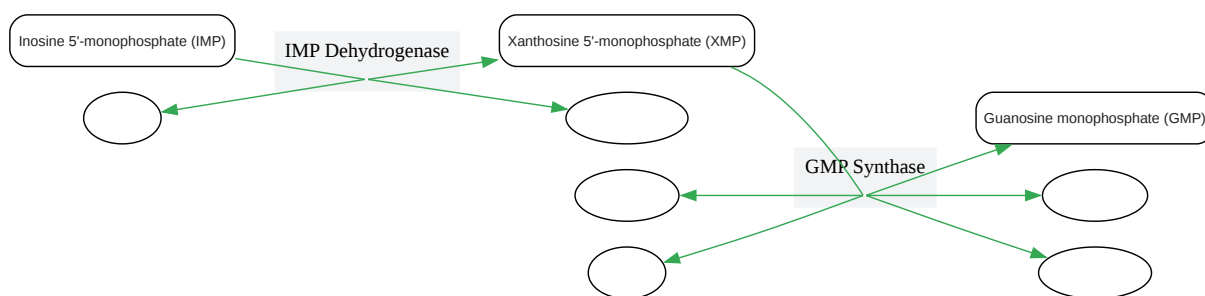 Inosine 5'-monophosphate (IMP)
IMP Dehydrogenase
Xanthosine 5'-monophosphate (XMP)
Guanosine monophosphate (GMP)
GMP Synthase